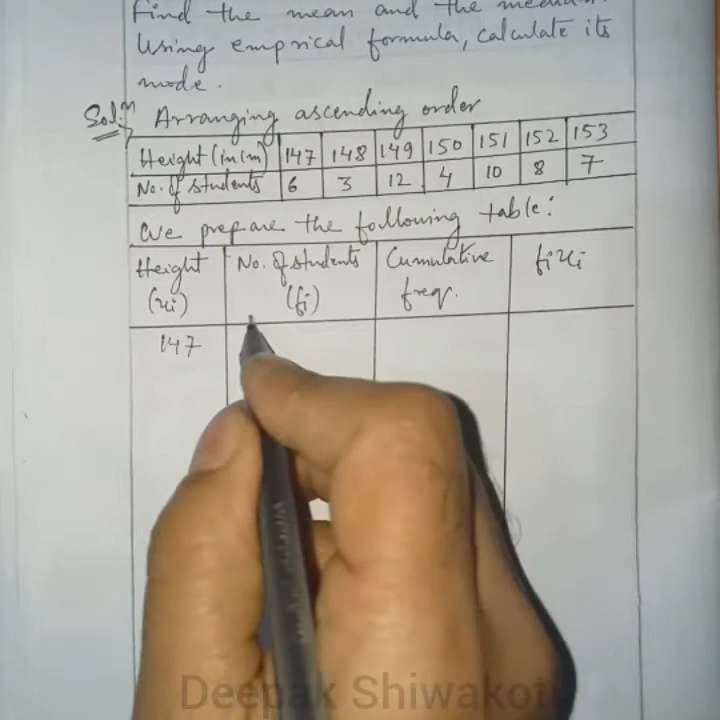 Find the mean and the median.
Using emprical formula, calculate its
mode.
Solⁿ: Arranging ascending order
Height (in cm) 147 148 149 150 151 152 153
No. of students 6 3 12 4 10 8 7
We prepare the following table:
Height (xi) No. of students (fi) Cumulative freq. fixi
147
Deepak Shiwakoti